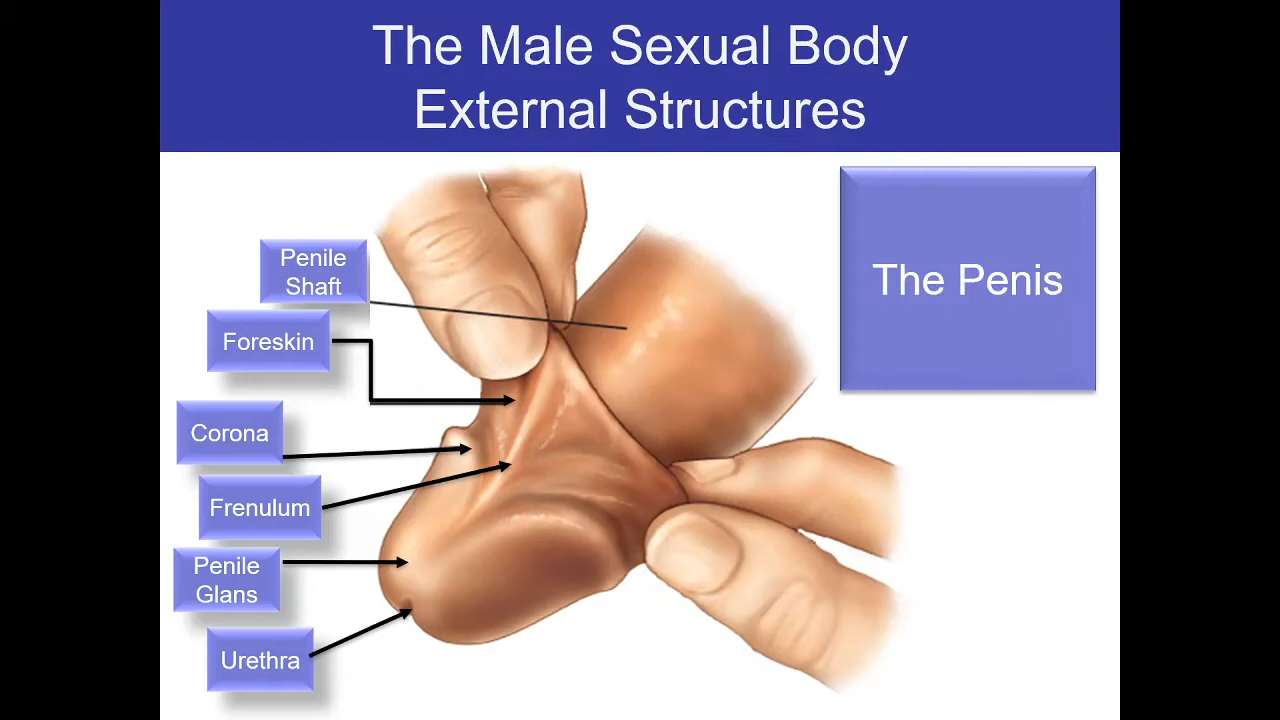 The Male Sexual Body
External Structures
The Penis
Penile
Shaft
Foreskin
Corona
Frenulum
Penile
Glans
Urethra